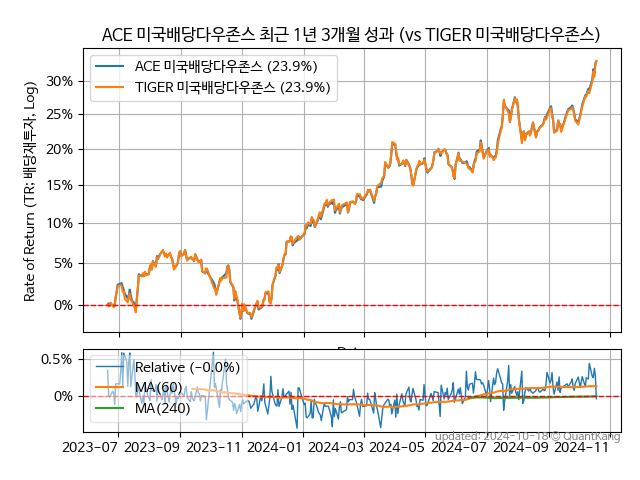 ACE 미국배당다우존스 최근 1년 3개월 성과 (vs TIGER 미국배당다우존스)
ACE 미국배당다우존스 (23.9%)
TIGER 미국배당다우존스 (23.9%)
Rate of Return (TR: 배당재투자, Log)
30%
25%
20%
15%
10%
5%
0%
0.5%
0%
Relative (-0.0%)
MA(60)
MA(240)
updated: 2024-10-18 © QuantKang
2023-07 2023-09 2023-11 2024-01 2024-03 2024-05 2024-07 2024-09 2024-11